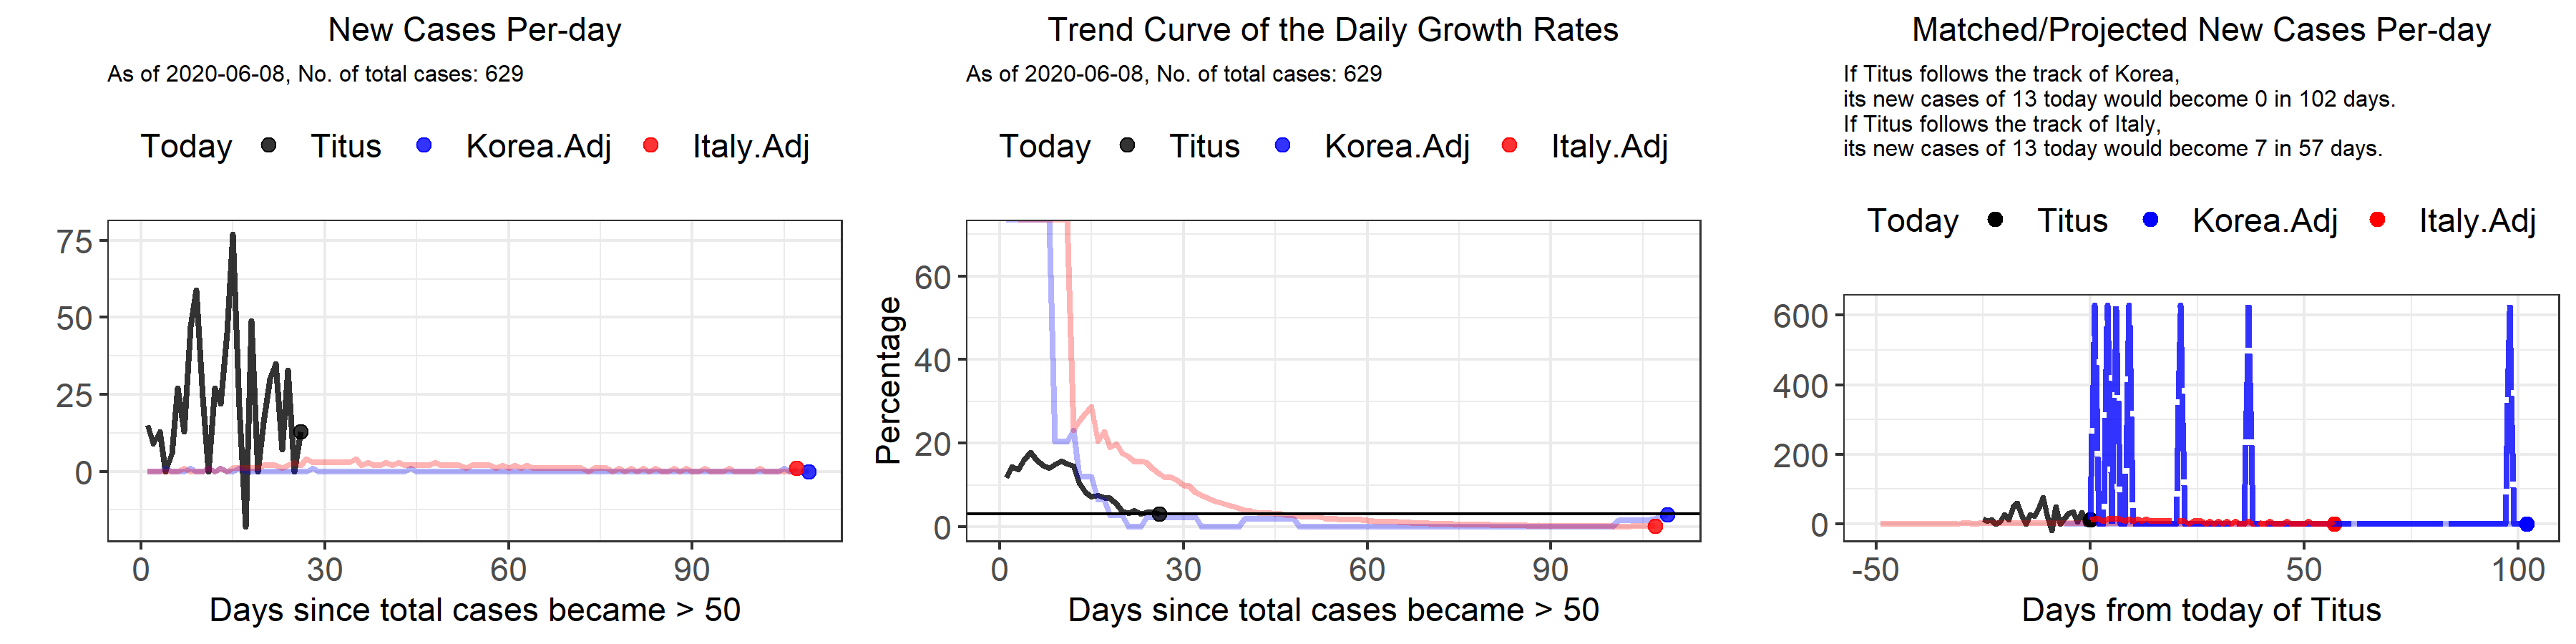 New Cases Per-day
As of 2020-06-08, No. of total cases: 629
Today Titus Korea.Adj Italy.Adj
75
50
25
0
0 30 60 90
Days since total cases became > 50
Trend Curve of the Daily Growth Rates
As of 2020-06-08, No. of total cases: 629
Today Titus Korea.Adj Italy.Adj
Percentage
60
40
20
0
0 30 60 90
Days since total cases became > 50
Matched/Projected New Cases Per-day
If Titus follows the track of Korea,
its new cases of 13 today would become 0 in 102 days.
If Titus follows the track of Italy,
its new cases of 13 today would become 7 in 57 days.
Today Titus Korea.Adj Italy.Adj
600
400
200
0
-50 0 50 100
Days from today of Titus